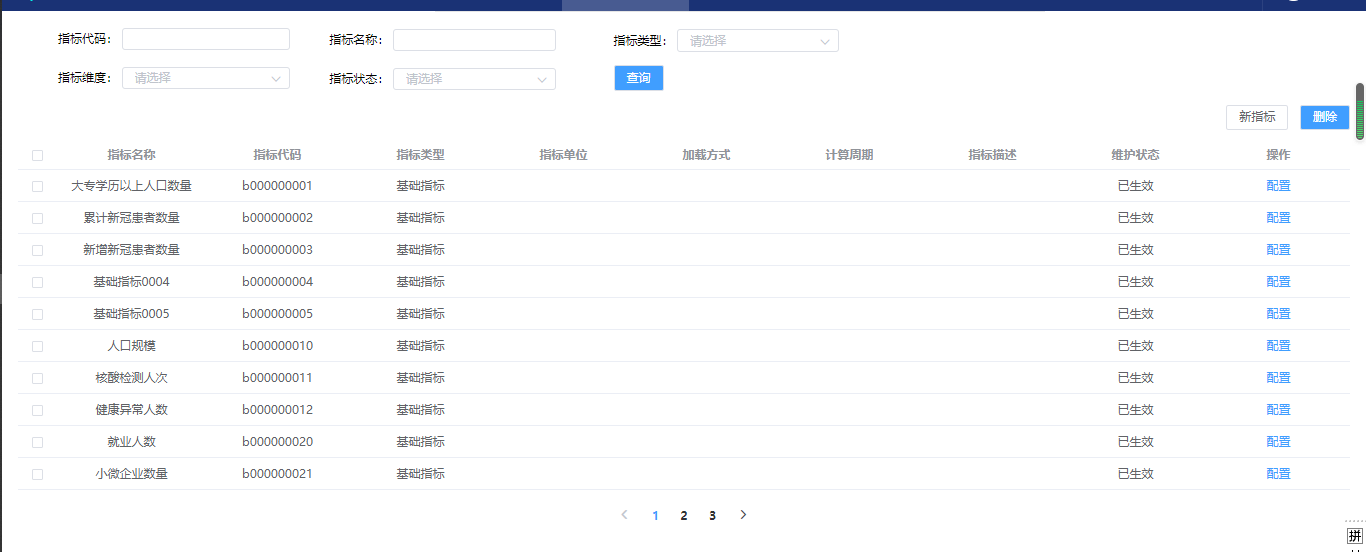 指标代码： 指标名称： 指标类型： 请选择
指标维度： 请选择 指标状态： 请选择 查询
新指标 删除
指标名称 指标代码 指标类型 指标单位 加载方式 计算周期 指标描述 维护状态 操作
大专学历以上人口数量 b000000001 基础指标 已生效 配置
累计新冠患者数量 b000000002 基础指标 已生效 配置
新增新冠患者数量 b000000003 基础指标 已生效 配置
基础指标0004 b000000004 基础指标 已生效 配置
基础指标0005 b000000005 基础指标 已生效 配置
人口规模 b000000010 基础指标 已生效 配置
核酸检测人次 b000000011 基础指标 已生效 配置
健康异常人数 b000000012 基础指标 已生效 配置
就业人数 b000000020 基础指标 已生效 配置
小微企业数量 b000000021 基础指标 已生效 配置
1 2 3
拼